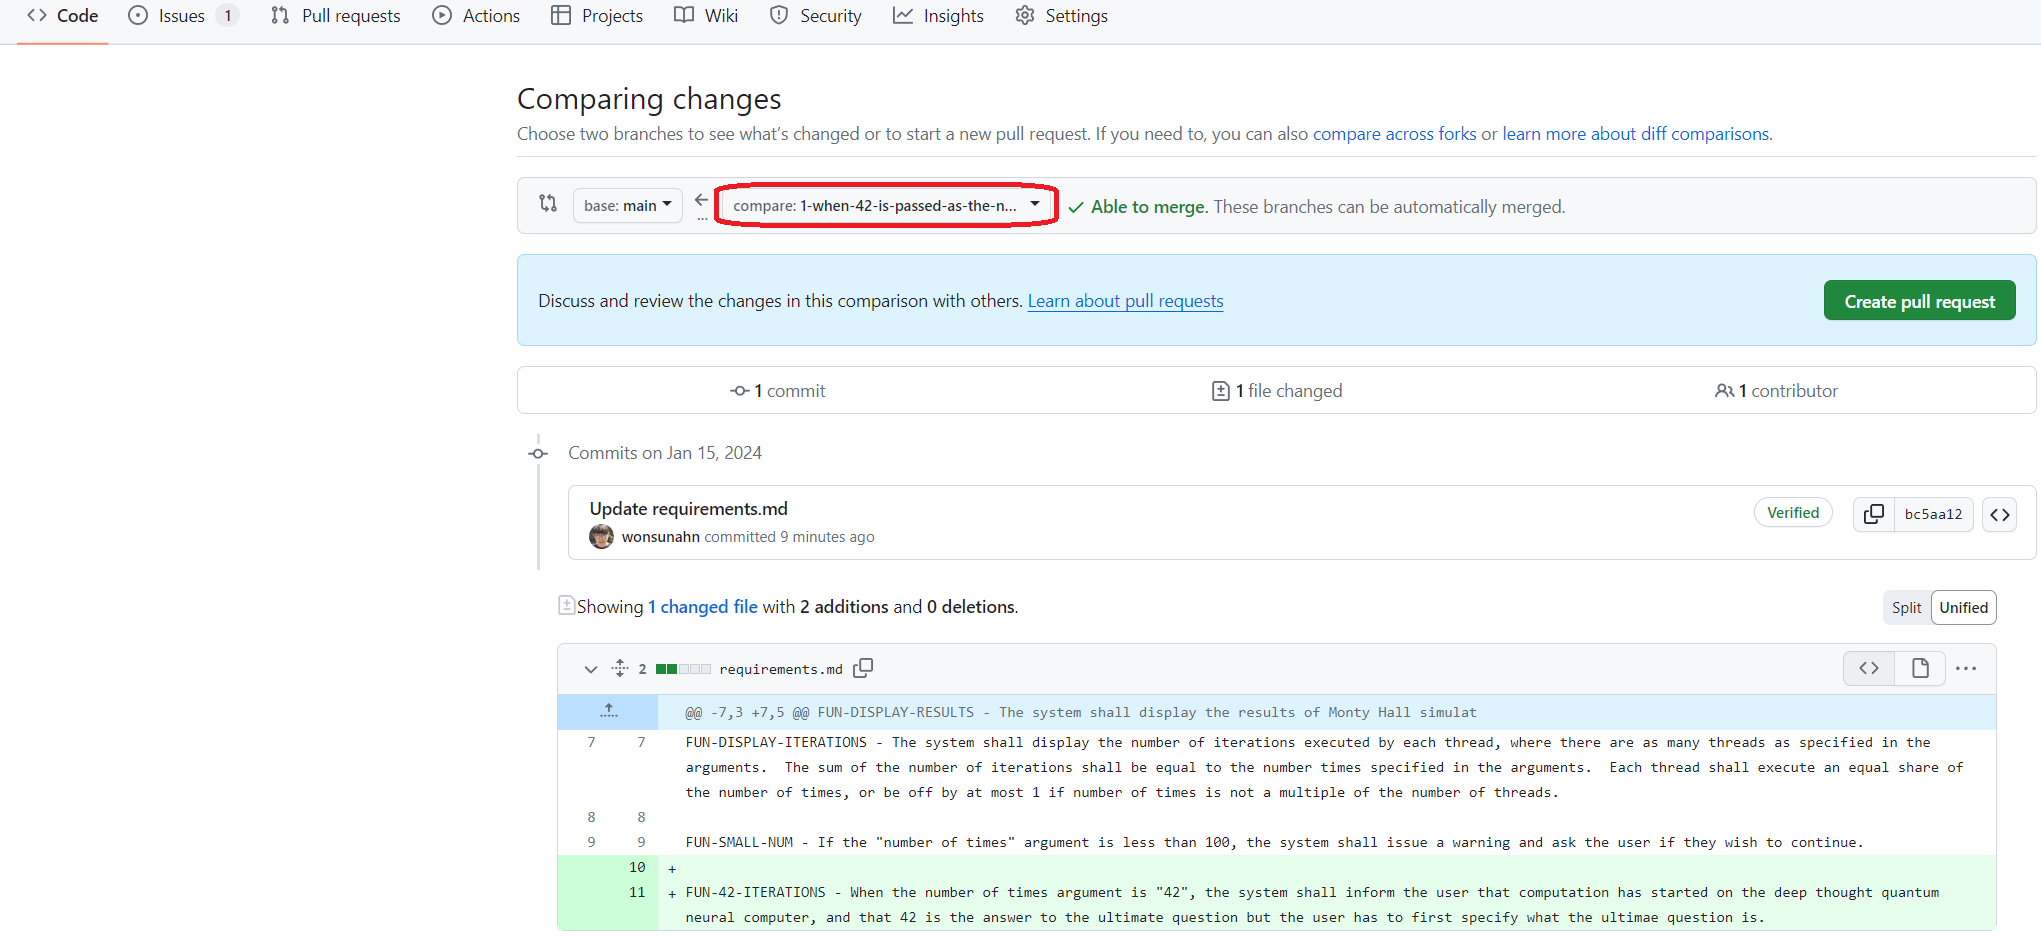 Code Issues 1 Pull requests Actions Projects Wiki Security Insights Settings
Comparing changes
Choose two branches to see what's changed or to start a new pull request. If you need to, you can also compare across forks or learn more about diff comparisons.
base: main ← ... compare: 1-when-42-is-passed-as-the-n... ✓ Able to merge. These branches can be automatically merged.
Discuss and review the changes in this comparison with others. Learn about pull requests Create pull request
1 commit 1 file changed 1 contributor
Commits on Jan 15, 2024
Update requirements.md Verified bc5aa12
wonsunahn committed 9 minutes ago
Showing 1 changed file with 2 additions and 0 deletions. Split Unified
2 requirements.md
@@ -7,3 +7,5 @@ FUN-DISPLAY-RESULTS - The system shall display the results of Monty Hall simulat
7 7 FUN-DISPLAY-ITERATIONS - The system shall display the number of iterations executed by each thread, where there are as many threads as specified in the
arguments.  The sum of the number of iterations shall be equal to the number times specified in the arguments.  Each thread shall execute an equal share of
the number of times, or be off by at most 1 if number of times is not a multiple of the number of threads.
8 8
9 9 FUN-SMALL-NUM - If the "number of times" argument is less than 100, the system shall issue a warning and ask the user if they wish to continue.
10 +
11 + FUN-42-ITERATIONS - When the number of times argument is "42", the system shall inform the user that computation has started on the deep thought quantum
neural computer, and that 42 is the answer to the ultimate question but the user has to first specify what the ultimae question is.